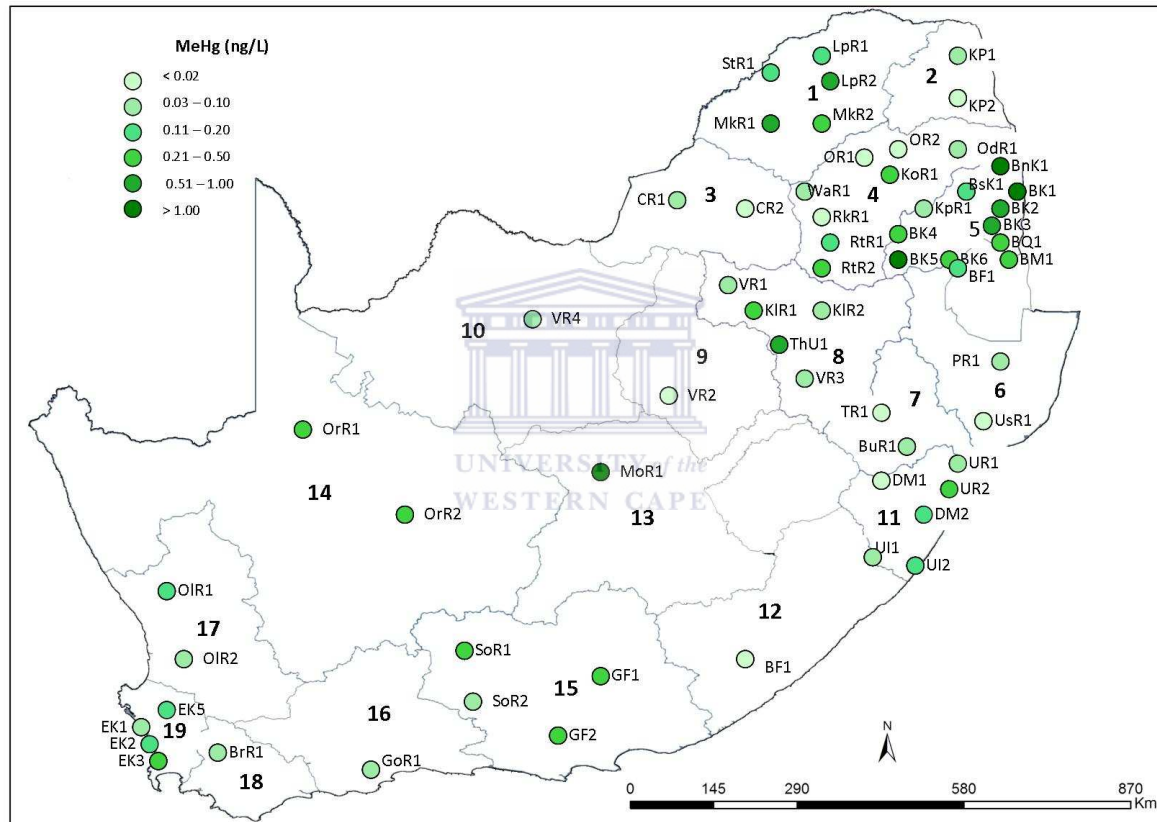 MeHg (ng/L)
< 0.02
0.03 – 0.10
0.11 – 0.20
0.21 – 0.50
0.51 – 1.00
> 1.00
LpR1
StR1
LpR2
1
MkR1
MkR2
KP1
2
KP2
OR2
OdR1
OR1
BnK1
KoR1
4
WaR1
BsK1
BK1
CR1
3
CR2
RkR1
KpR1
BK2
5
BK3
RtR1
BK4
BQ1
RtR2
BK5
BK6
BM1
BF1
VR1
KlR1
KlR2
10
VR4
ThU1
8
9
VR3
VR2
PR1
6
7
TR1
UsR1
BuR1
OrR1
UNIVERSITY of the
WESTERN CAPE
MoR1
13
14
OrR2
UR1
DM1
UR2
11
DM2
UI1
UI2
OlR1
17
OlR2
12
BF1
SoR1
GF1
15
SoR2
GF2
16
EK5
EK1
19
EK2
EK3
BrR1
18
GoR1
N
0 145 290 580 870
Km